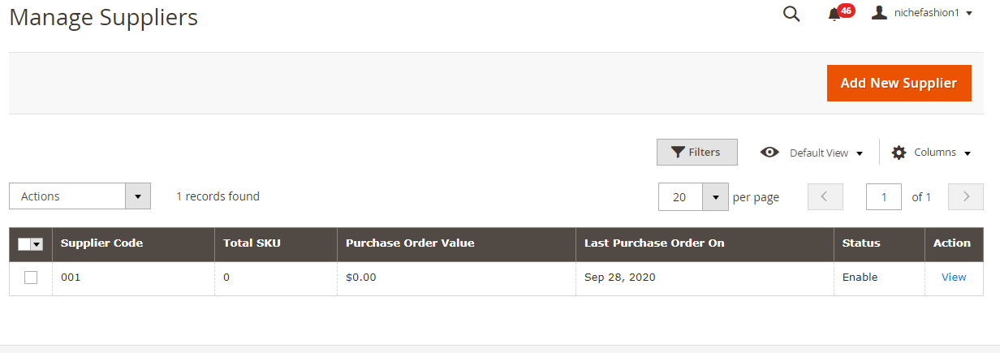 Manage Suppliers
46
nichefashion1
Add New Supplier
Filters
Default View
Columns
Actions
1 records found
20
per page
1
of 1
Supplier Code Total SKU Purchase Order Value Last Purchase Order On Status Action
001 0 $0.00 Sep 28, 2020 Enable View